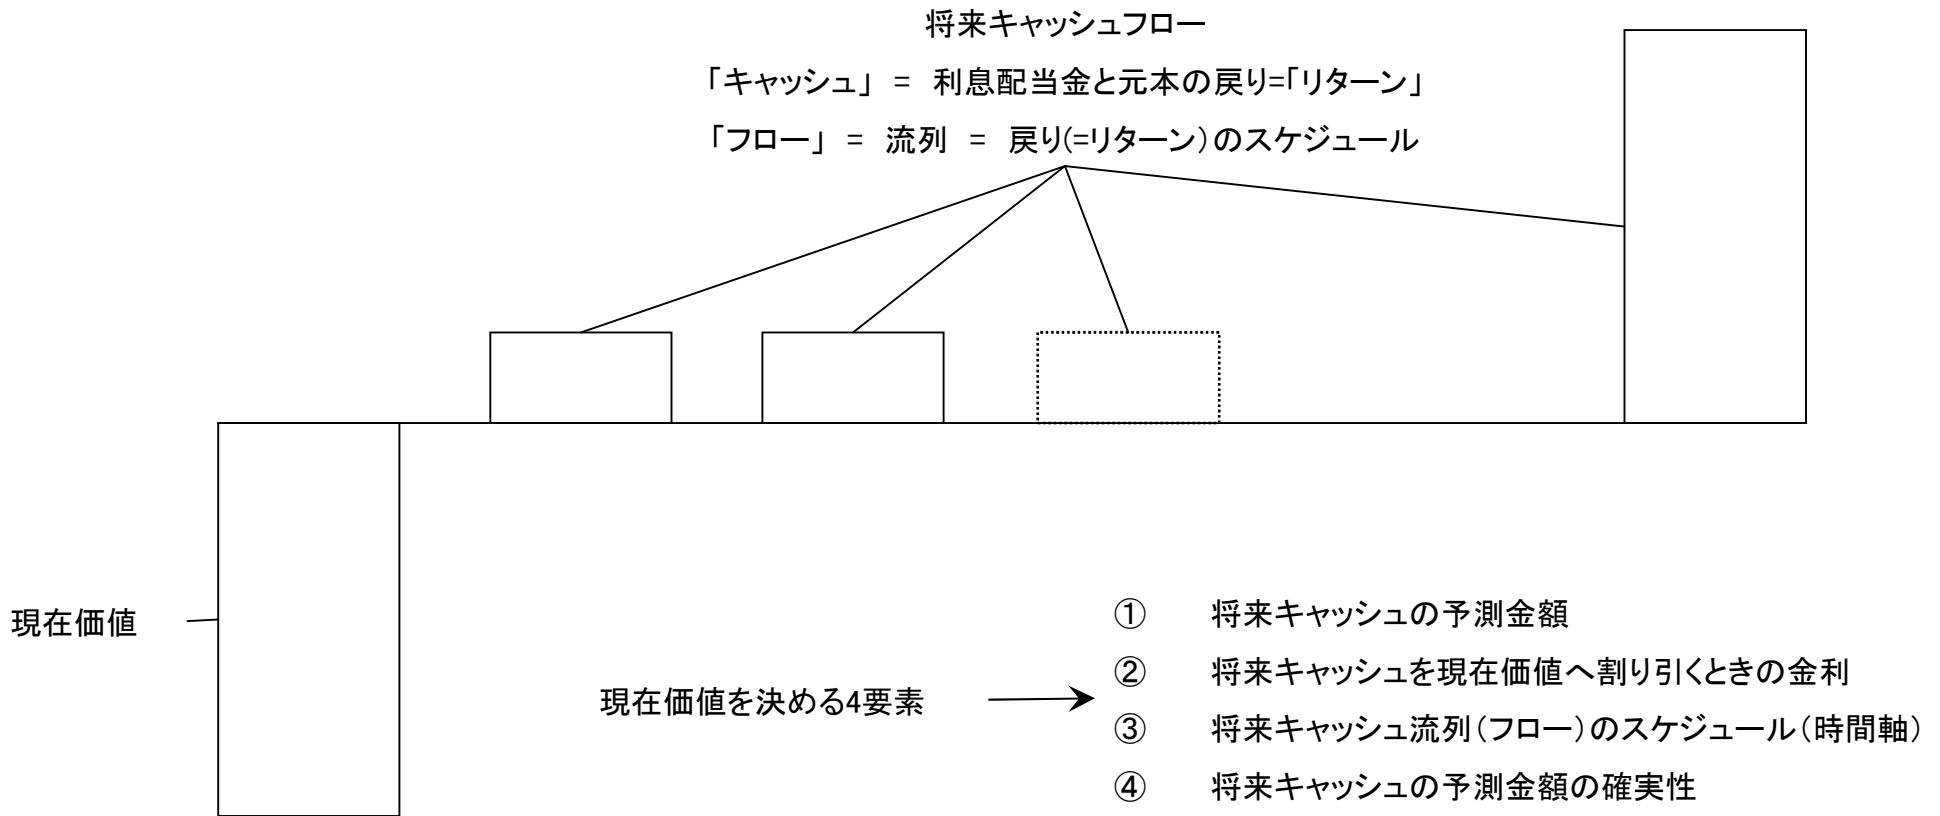 将来キャッシュフロー
「キャッシュ」 = 利息配当金と元本の戻り=「リターン」
「フロー」 = 流列 = 戻り(=リターン)のスケジュール
現在価値
現在価値を決める4要素
① 将来キャッシュの予測金額
② 将来キャッシュを現在価値へ割り引くときの金利
③ 将来キャッシュ流列(フロー)のスケジュール(時間軸)
④ 将来キャッシュの予測金額の確実性